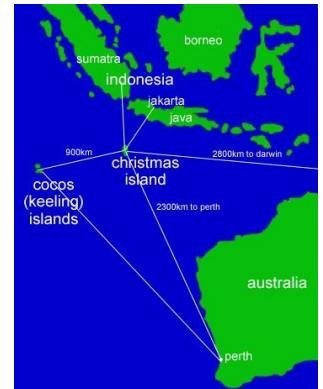 borneo
sumatra
indonesia
jakarta
java
900km
christmas
island
2800km to darwin
cocos
(keeling)
islands
2300km to perth
australia
perth